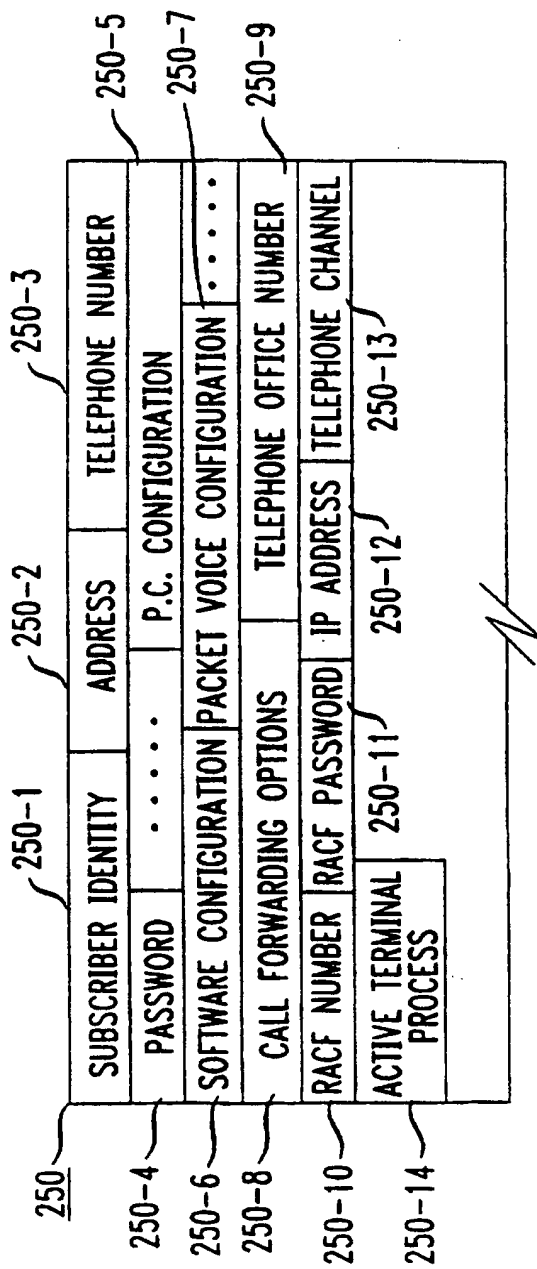 250
250-1
250-2
250-3
SUBSCRIBER IDENTITY
ADDRESS
TELEPHONE NUMBER
250-4
PASSWORD
.....
P.C. CONFIGURATION
250-5
250-6
SOFTWARE CONFIGURATION
PACKET VOICE CONFIGURATION
.....
250-7
250-8
CALL FORWARDING OPTIONS
TELEPHONE OFFICE NUMBER
250-9
250-10
RACF NUMBER
RACF PASSWORD
IP ADDRESS
TELEPHONE CHANNEL
250-11
250-12
250-13
250-14
ACTIVE TERMINAL
PROCESS